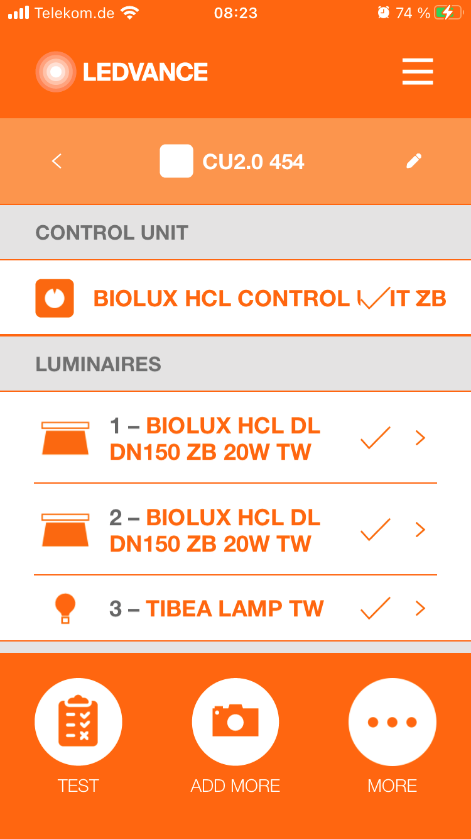 Telekom.de 08:23 74 %
LEDVANCE
CU2.0 454
CONTROL UNIT
BIOLUX HCL CONTROL UNIT ZB
LUMINAIRES
1 – BIOLUX HCL DL
DN150 ZB 20W TW
2 – BIOLUX HCL DL
DN150 ZB 20W TW
3 – TIBEA LAMP TW
TEST
ADD MORE
MORE